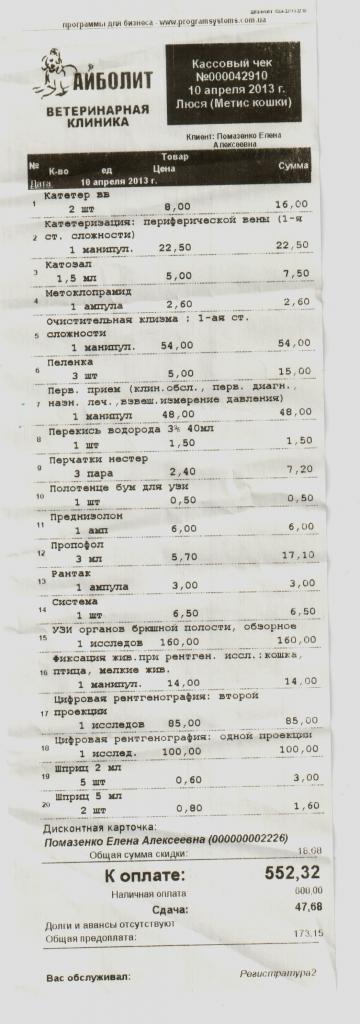 программы для бизнеса - www.programsystems.com.ua
АЙБОЛИТ
ВЕТЕРИНАРНАЯ
КЛИНИКА
Кассовый чек
№000042910
10 апреля 2013 г.
Люся (Метис кошки)
Клиент: Помазенко Елена
Алексеевна
№ Товар
К-во ед Цена Сумма
Дата: 10 апреля 2013 г.
1 Катетер вв
2 шт 8,00 16,00
Катетеризация: периферической вены (1-я
2 ст. сложности)
1 манипул. 22,50 22,50
3 Катозал
1,5 мл 5,00 7,50
4 Метоклопрамид
1 ампула 2,60 2,60
Очистительная клизма : 1-ая ст.
5 сложности
1 манипул. 54,00 54,00
6 Пеленка
3 шт 5,00 15,00
Перв. прием (клин.обсл., перв. диагн.,
7 назн. леч.,взвеш.измерение давления)
1 манипул 48,00 48,00
8 Перекись водорода 3% 40мл
1 шт 1,50 1,50
9 Перчатки нестер
3 пара 2,40 7,20
10 Полотенце бум для узи
1 шт 0,50 0,50
11 Преднизолон
1 амп 6,00 6,00
12 Пропофол
3 мл 5,70 17,10
13 Рантак
1 ампула 3,00 3,00
14 Система
1 шт 6,50 6,50
15 УЗИ органов брюшной полости, обзорное
1 исследов 160,00 160,00
Фиксация жив.при рентген. иссл.:кошка,
16 птица, мелкие жив.
1 манипул. 14,00 14,00
Цифровая рентгенография: второй
17 проекции
1 исследов 85,00 85,00
18 Цифровая рентгенография: одной проекции
1 исслед. 100,00 100,00
19 Шприц 2 мл
5 шт 0,60 3,00
20 Шприц 5 мл
2 шт 0,80 1,60
Дисконтная карточка:
Помазенко Елена Алексеевна (000000002226)
Общая сумма скидки: 18,68
К оплате: 552,32
Наличная оплата 600,00
Сдача: 47,68
Долги и авансы отсутствуют
Общая предоплата: 173,15
Вас обслуживал: Регистратура2